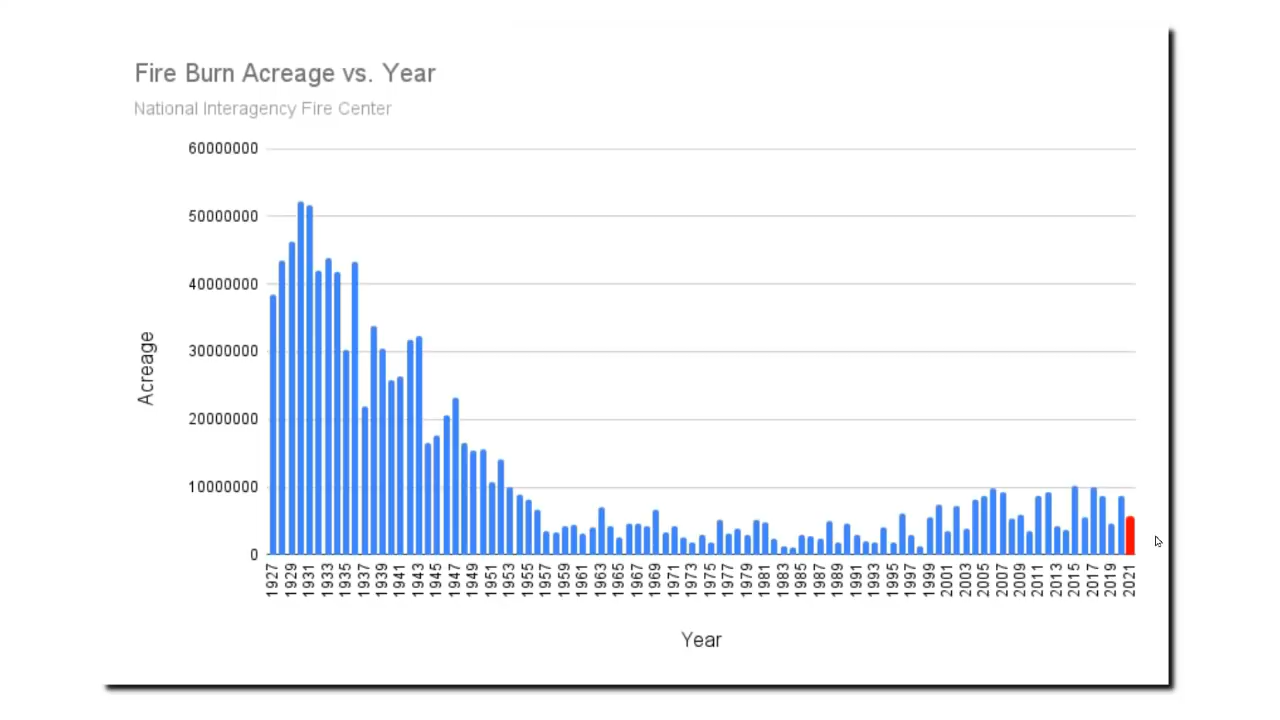 Fire Burn Acreage vs. Year
National Interagency Fire Center
60000000
50000000
40000000
30000000
20000000
10000000
0
Acreage
1927 1929 1931 1933 1935 1937 1939 1941 1943 1945 1947 1949 1951 1953 1955 1957 1959 1961 1963 1965 1967 1969 1971 1973 1975 1977 1979 1981 1983 1985 1987 1989 1991 1993 1995 1997 1999 2001 2003 2005 2007 2009 2011 2013 2015 2017 2019 2021
Year